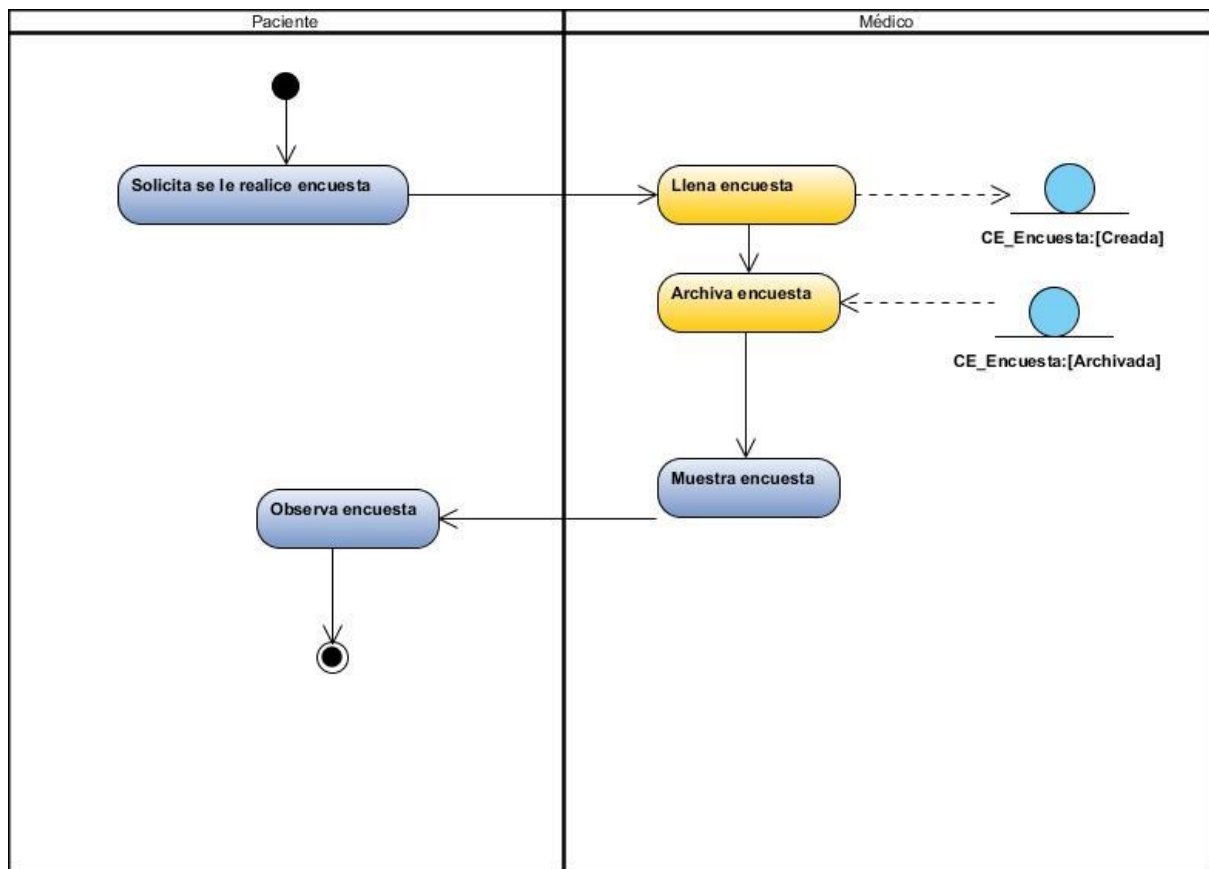 Paciente
Médico
Solicita se le realice encuesta
Llena encuesta
CE_Encuesta:[Creada]
Archiva encuesta
CE_Encuesta:[Archivada]
Muestra encuesta
Observa encuesta